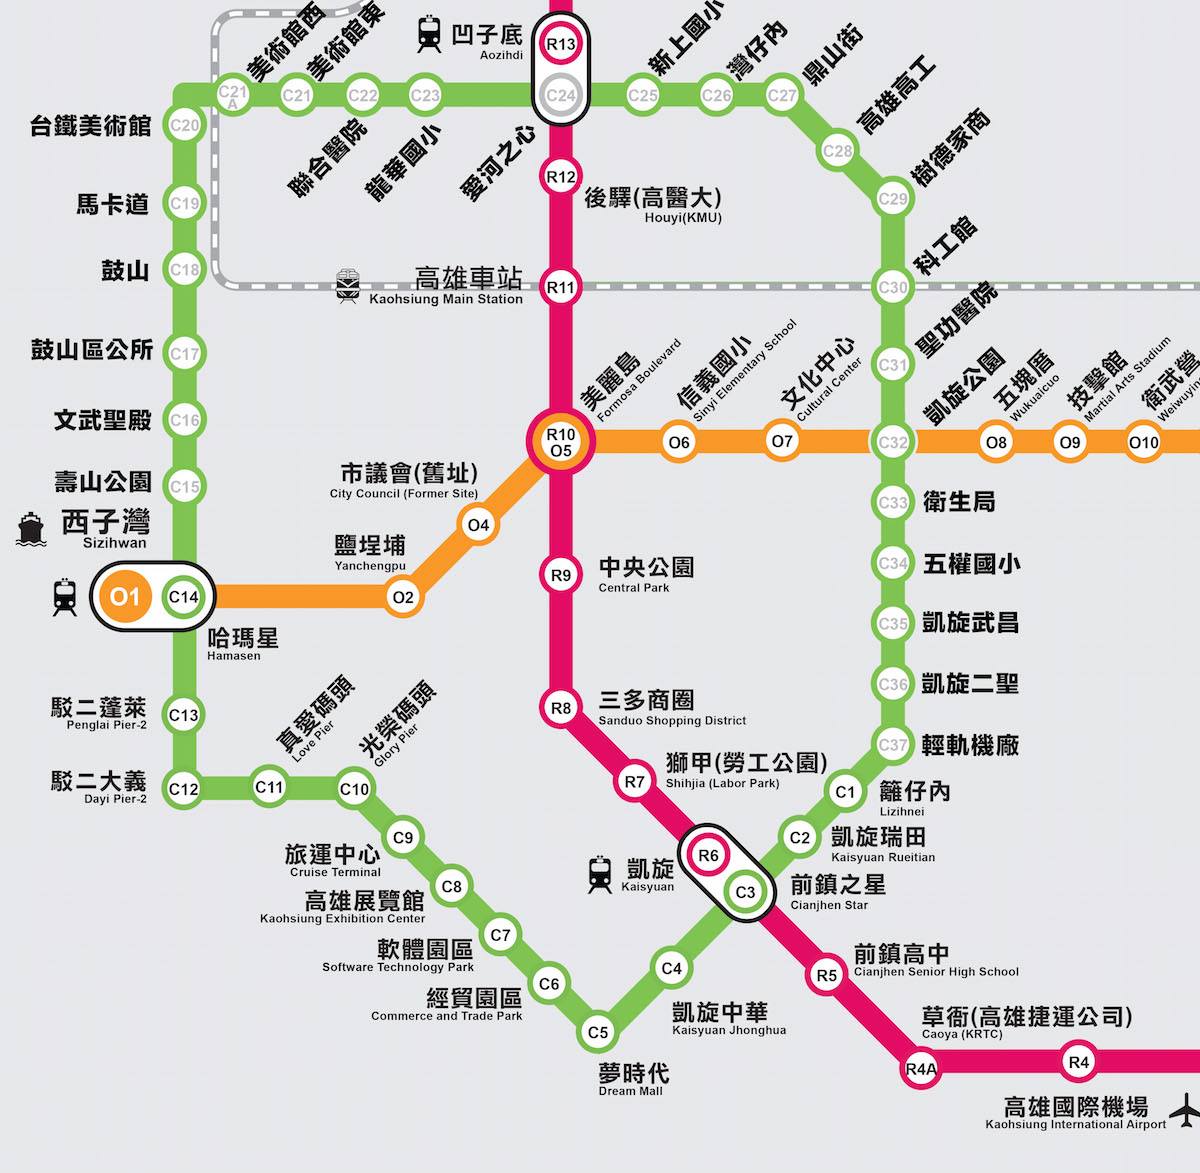 美術館西
美術館東
凹子底
Aozihdi
R13
新上國小
灣仔內
鼎山街
高雄高工
樹德家商
C21
A
C21
C22
C23
C24
C25
C26
C27
C28
C29
台鐵美術館
C20
聯合醫院
龍華國小
愛河之心
馬卡道
C19
R12
後驛(高醫大)
Houyi(KMU)
鼓山
C18
高雄車站
Kaohsiung Main Station
R11
科工館
C30
鼓山區公所
C17
聖功醫院
C31
文武聖殿
C16
美麗島
Formosa Boulevard
信義國小
Sinyi Elementary School
文化中心
Cultural Center
凱旋公園
五塊厝
Wukuaicuo
技擊館
Martial Arts Stadium
衛武營
R10
O5
O6
O7
C32
O8
O9
O10
壽山公園
C15
市議會(舊址)
City Council (Former Site)
O4
C33
衛生局
西子灣
Sizihwan
鹽埕埔
Yanchengpu
O1
C14
O2
R9
中央公園
Central Park
C34
五權國小
哈瑪星
Hamasen
C35
凱旋武昌
C36
凱旋二聖
駁二蓬萊
Penglai Pier-2
C13
真愛碼頭
Love Pier
光榮碼頭
Glory Pier
R8
三多商圈
Sanduo Shopping District
C37
輕軌機廠
駁二大義
Dayi Pier-2
C12
C11
C10
R7
獅甲(勞工公園)
Shihjia (Labor Park)
C1
籬仔內
Lizihnei
C9
旅運中心
Cruise Terminal
C2
凱旋瑞田
Kaisyuan Rueitian
R6
凱旋
Kaisyuan
C3
前鎮之星
Cianjhen Star
C8
高雄展覽館
Kaohsiung Exhibition Center
C7
軟體園區
Software Technology Park
C4
凱旋中華
Kaisyuan Jhonghua
R5
前鎮高中
Cianjhen Senior High School
C6
經貿園區
Commerce and Trade Park
C5
夢時代
Dream Mall
草衙(高雄捷運公司)
Caoya (KRTC)
R4A
R4
高雄國際機場
Kaohsiung International Airport